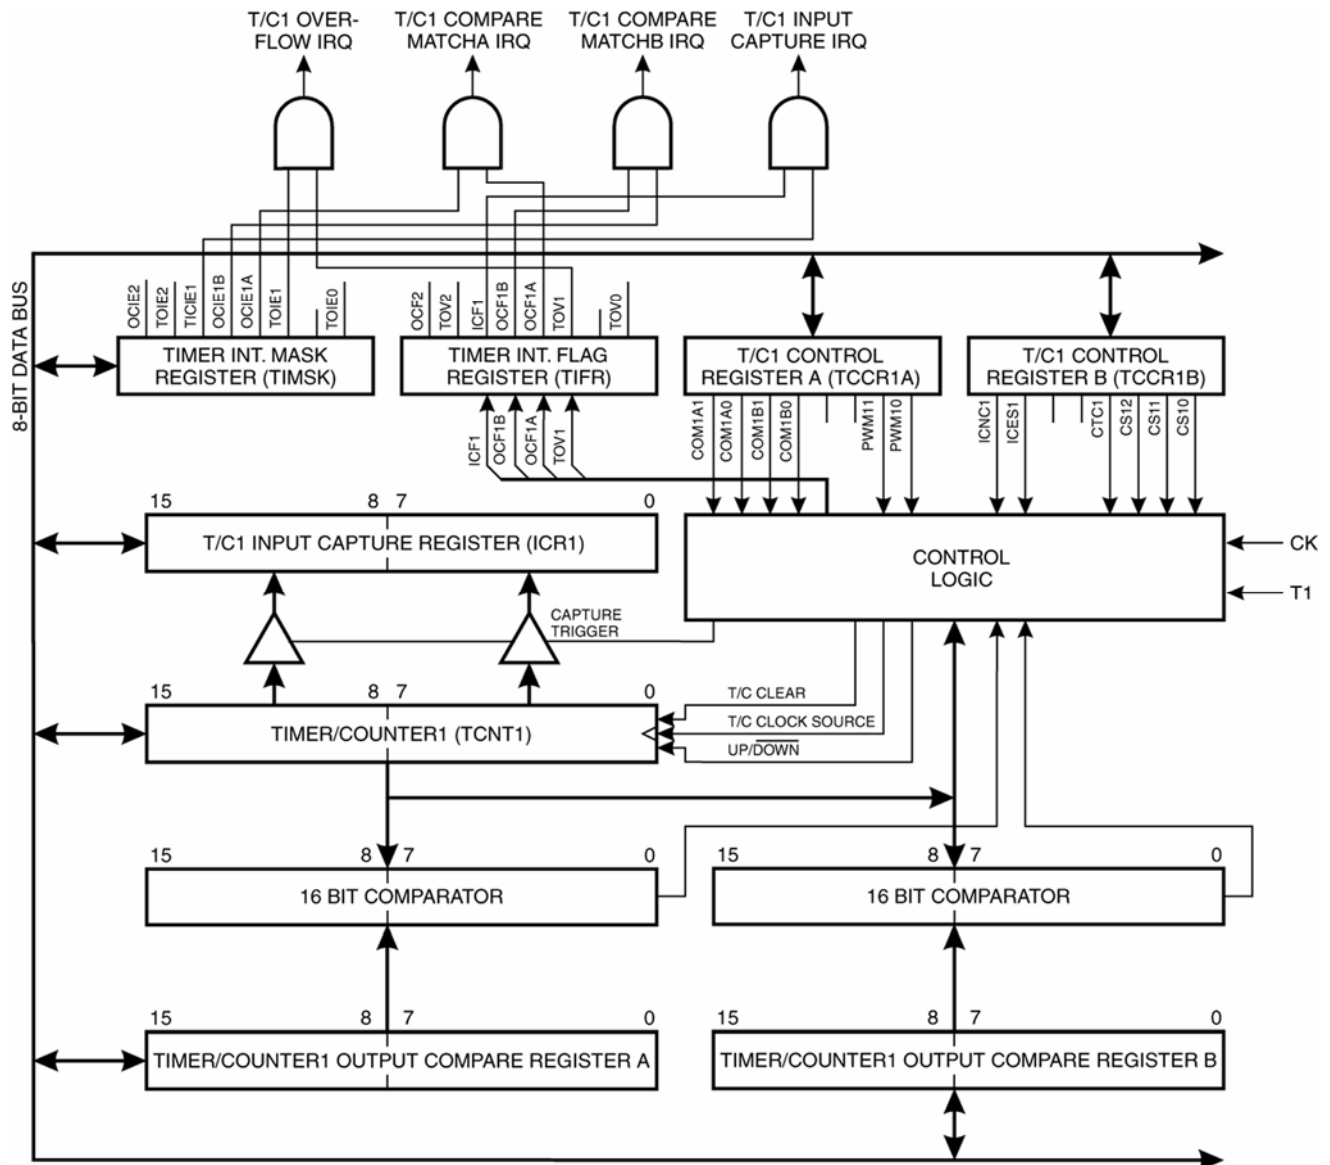 T/C1 OVER-
FLOW IRQ
T/C1 COMPARE
MATCHA IRQ
T/C1 COMPARE
MATCHB IRQ
T/C1 INPUT
CAPTURE IRQ
8-BIT DATA BUS
OCIE2
TOIE2
TICIE1
OCIE1B
OCIE1A
TOIE1
TOIE0
OCF2
TOV2
ICF1
OCF1B
OCF1A
TOV1
TOV0
TIMER INT. MASK
REGISTER (TIMSK)
TIMER INT. FLAG
REGISTER (TIFR)
T/C1 CONTROL
REGISTER A (TCCR1A)
T/C1 CONTROL
REGISTER B (TCCR1B)
ICF1
OCF1B
OCF1A
TOV1
COM1A1
COM1A0
COM1B1
COM1B0
PWM11
PWM10
ICNC1
ICES1
CTC1
CS12
CS11
CS10
15 8 7 0
T/C1 INPUT CAPTURE REGISTER (ICR1)
CONTROL
LOGIC
CK
T1
CAPTURE
TRIGGER
15 8 7 0
TIMER/COUNTER1 (TCNT1)
T/C CLEAR
T/C CLOCK SOURCE
UP/DOWN
15 8 7 0
16 BIT COMPARATOR
15 8 7 0
16 BIT COMPARATOR
15 8 7 0
TIMER/COUNTER1 OUTPUT COMPARE REGISTER A
15 8 7 0
TIMER/COUNTER1 OUTPUT COMPARE REGISTER B